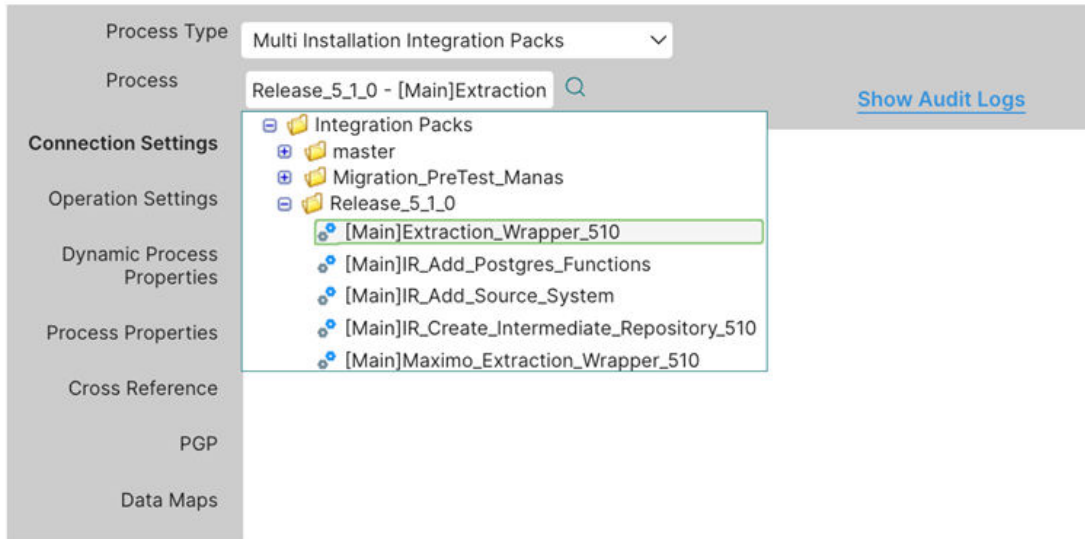 Process Type
Multi Installation Integration Packs
Process
Release_5_1_0 - [Main]Extraction
Show Audit Logs
Integration Packs
master
Migration_PreTest_Manas
Release_5_1_0
[Main]Extraction_Wrapper_510
[Main]IR_Add_Postgres_Functions
[Main]IR_Add_Source_System
[Main]IR_Create_Intermediate_Repository_510
[Main]Maximo_Extraction_Wrapper_510
Connection Settings
Operation Settings
Dynamic Process
Properties
Process Properties
Cross Reference
PGP
Data Maps